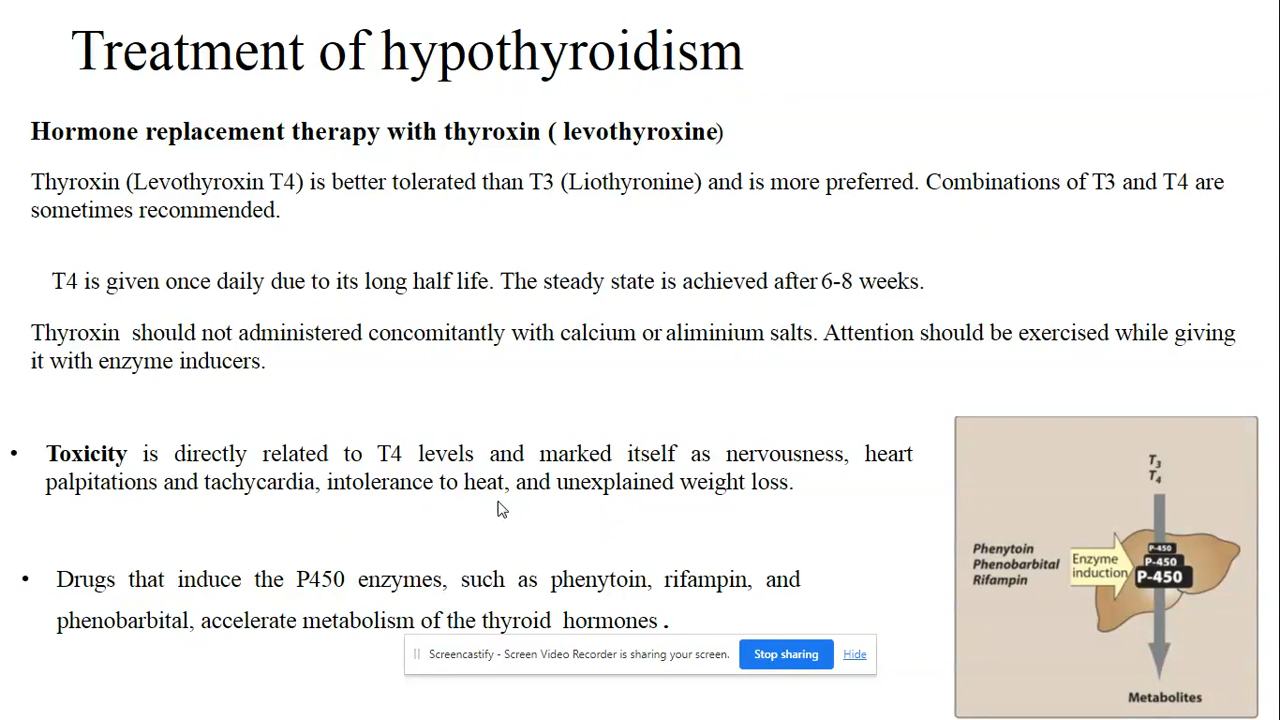 Treatment of hypothyroidism
Hormone replacement therapy with thyroxin ( levothyroxine)
Thyroxin (Levothyroxin T4) is better tolerated than T3 (Liothyronine) and is more preferred. Combinations of T3 and T4 are
sometimes recommended.
T4 is given once daily due to its long half life. The steady state is achieved after 6-8 weeks.
Thyroxin should not administered concomitantly with calcium or aliminium salts. Attention should be exercised while giving
it with enzyme inducers.
• Toxicity is directly related to T4 levels and marked itself as nervousness, heart
palpitations and tachycardia, intolerance to heat, and unexplained weight loss.
• Drugs that induce the P450 enzymes, such as phenytoin, rifampin, and
phenobarbital, accelerate metabolism of the thyroid hormones .
T3
T4
Phenytoin
Phenobarbital
Rifampin
Enzyme
induction
P-450
P-450
P-450
Metabolites
Screencastify - Screen Video Recorder is sharing your screen.
Stop sharing
Hide